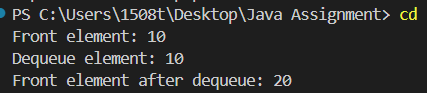 PS C:\Users\1508t\Desktop\Java Assignment> cd
Front element: 10
Dequeue element: 10
Front element after dequeue: 20